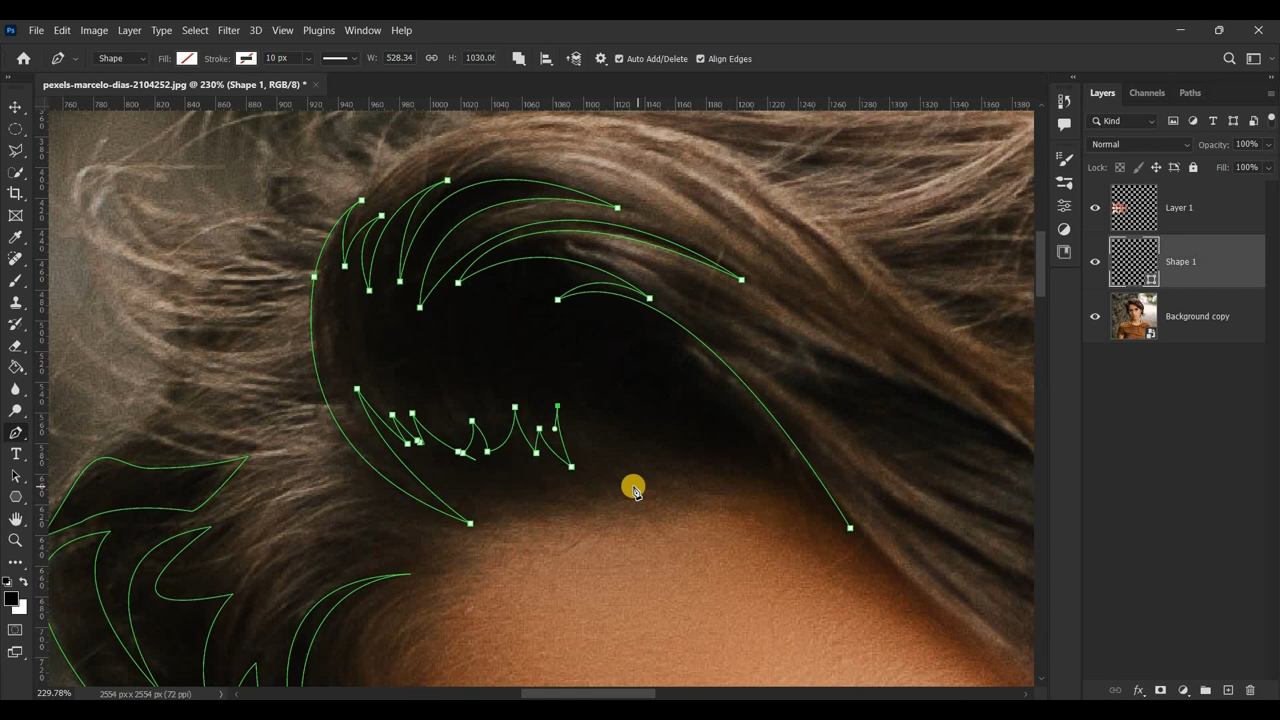 Ps File Edit Image Layer Type Select Filter 3D View Plugins Window Help
Shape Fill: Stroke: 10 px W: 528.34 H: 1030.06 Auto Add/Delete Align Edges
pexels-marcelo-dias-2104252.jpg @ 230% (Shape 1, RGB/8) *
760 780 800 820 840 860 880 900 920 940 960 980 1000 1020 1040 1060 1080 1100 1120 1140 1160 1180 1200 1220 1240 1260 1280 1300 1320 1340 1360 1380
Layers Channels Paths
Kind
Normal Opacity: 100%
Lock: Fill: 100%
Layer 1
Shape 1
Background copy
229.78% 2554 px x 2554 px (72 ppi)